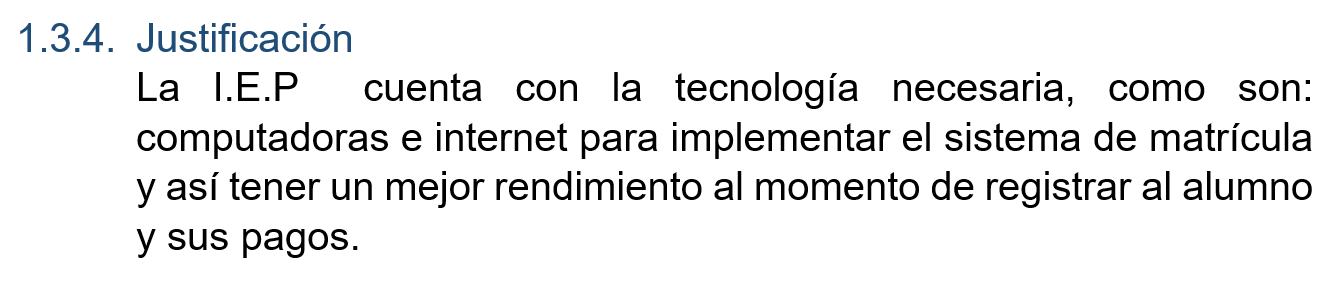 1.3.4. Justificación
La I.E.P cuenta con la tecnología necesaria, como son:
computadoras e internet para implementar el sistema de matrícula
y así tener un mejor rendimiento al momento de registrar al alumno
y sus pagos.